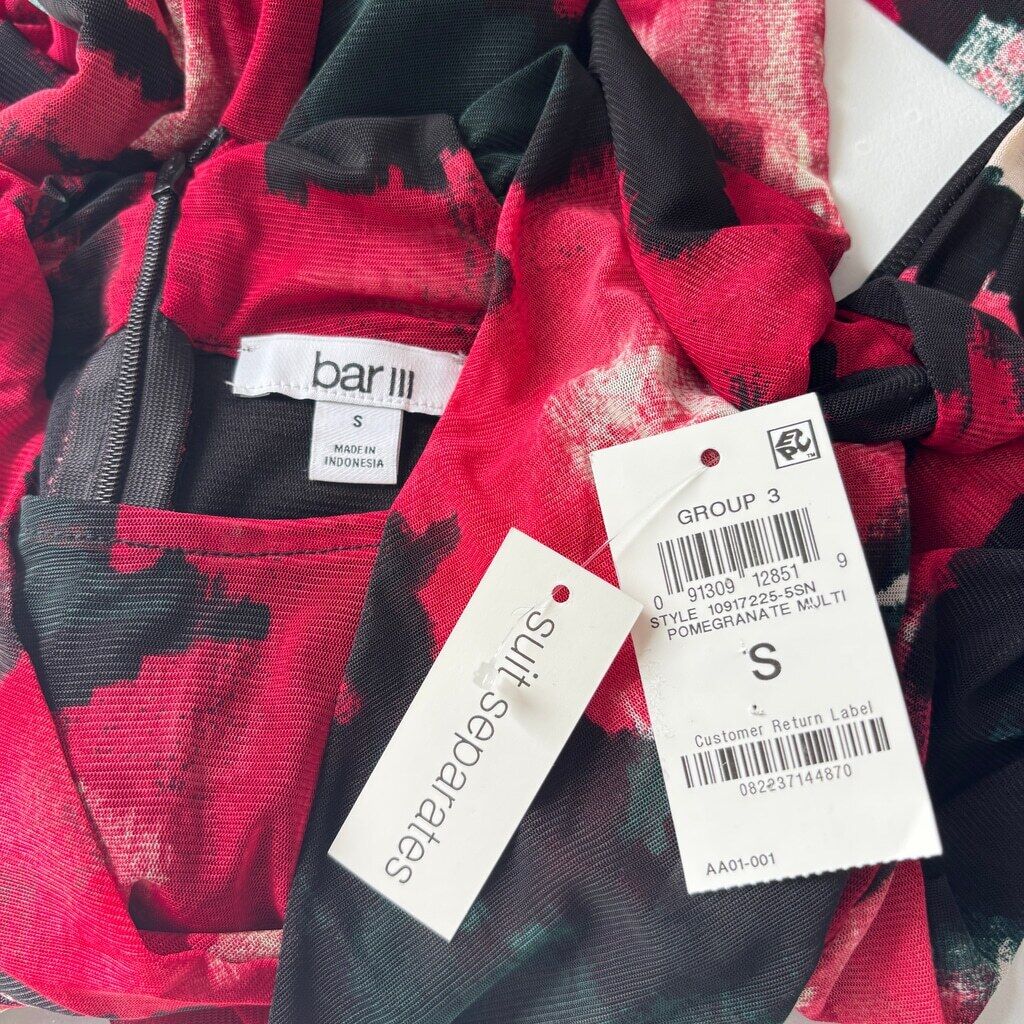 bar III
S
MADE IN
INDONESIA
suit separates
EPC™
GROUP 3
0 91309 12851 9
STYLE 10917225-5SN
POMEGRANATE MULTI
S
Customer Return Label
082237144870
AA01-001